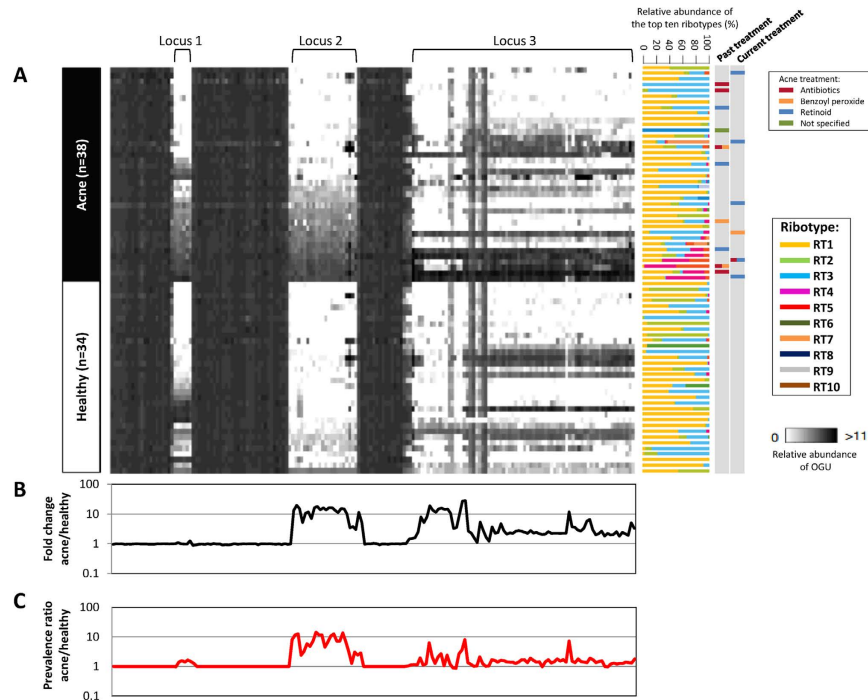 Relative abundance of
the top ten ribotypes (%)
Locus 1
Locus 2
Locus 3
0
20
40
60
80
100
Past treatment
Current treatment
A
Acne (n=38)
Healthy (n=34)
Acne treatment:
Antibiotics
Benzoyl peroxide
Retinoid
Not specified
Ribotype:
RT1
RT2
RT3
RT4
RT5
RT6
RT7
RT8
RT9
RT10
0 >11
Relative abundance
of OGU
B
Fold change
acne/healthy
100
10
1
0.1
C
Prevalence ratio
acne/healthy
100
10
1
0.1